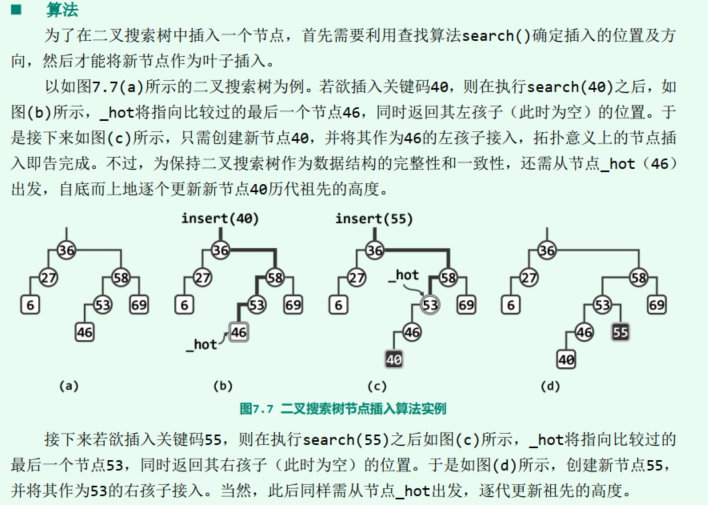 ■ 算法
为了在二叉搜索树中插入一个节点，首先需要利用查找算法search()确定插入的位置及方
向，然后才能将新节点作为叶子插入。
以如图7.7(a)所示的二叉搜索树为例。若欲插入关键码40，则在执行search(40)之后，如
图(b)所示，_hot将指向比较过的最后一个节点46，同时返回其左孩子（此时为空）的位置。于
是接下来如图(c)所示，只需创建新节点40，并将其作为46的左孩子接入，拓扑意义上的节点插
入即告完成。不过，为保持二叉搜索树作为数据结构的完整性和一致性，还需从节点_hot（46）
出发，自底而上地逐个更新新节点40历代祖先的高度。
36
27 58
6 53 69
46
(a)
insert(40)
36
27 58
6 53 69
_hot 46
(b)
insert(55)
36
_hot
27 58
6 53 69
46
40
(c)
36
27 58
6 53 69
46 55
40
(d)
图7.7 二叉搜索树节点插入算法实例
接下来若欲插入关键码55，则在执行search(55)之后如图(c)所示，_hot将指向比较过的
最后一个节点53，同时返回其右孩子（此时为空）的位置。于是如图(d)所示，创建新节点55，
并将其作为53的右孩子接入。当然，此后同样需从节点_hot出发，逐代更新祖先的高度。